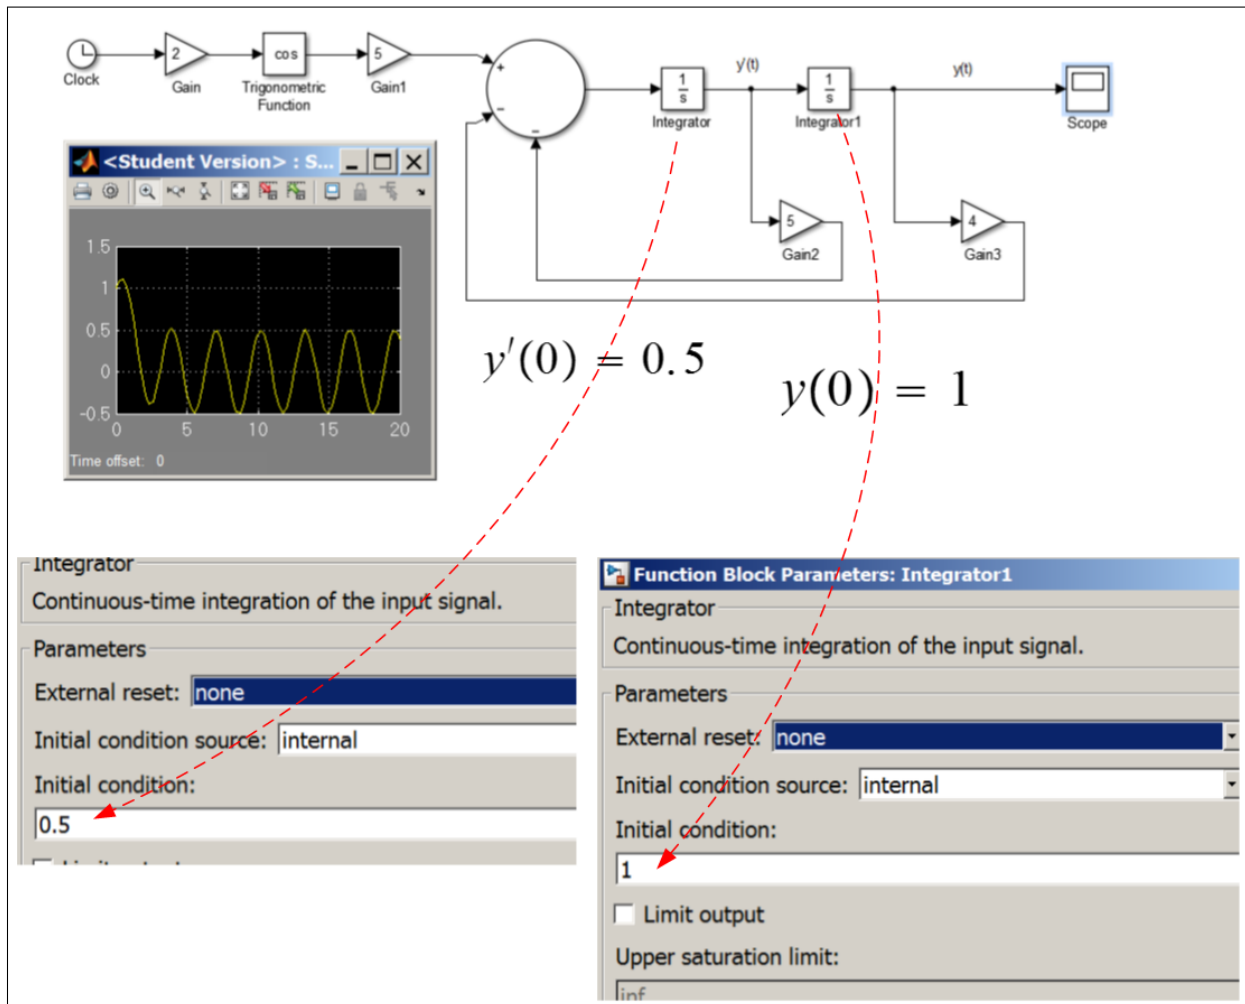 2
cos
5
+
−
−
1
s
y'(t)
1
s
y(t)
Clock
Gain
Trigonometric
Function
Gain1
Integrator
Integrator1
Scope
<Student Version> : S...
5
Gain2
4
Gain3
1.5
1
0.5
0
-0.5
0
5
10
15
20
Time offset: 0
y′(0) = 0.5
y(0) = 1
Integrator
Continuous-time integration of the input signal.
Parameters
External reset: none
Initial condition source: internal
Initial condition:
0.5
Function Block Parameters: Integrator1
Integrator
Continuous-time integration of the input signal.
Parameters
External reset: none
Initial condition source: internal
Initial condition:
1
Limit output
Upper saturation limit:
inf